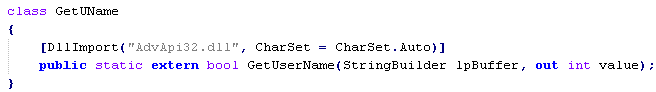 class GetUName
{
[DllImport("AdvApi32.dll", CharSet = CharSet.Auto)]
public static extern bool GetUserName(StringBuilder lpBuffer, out int value);
}